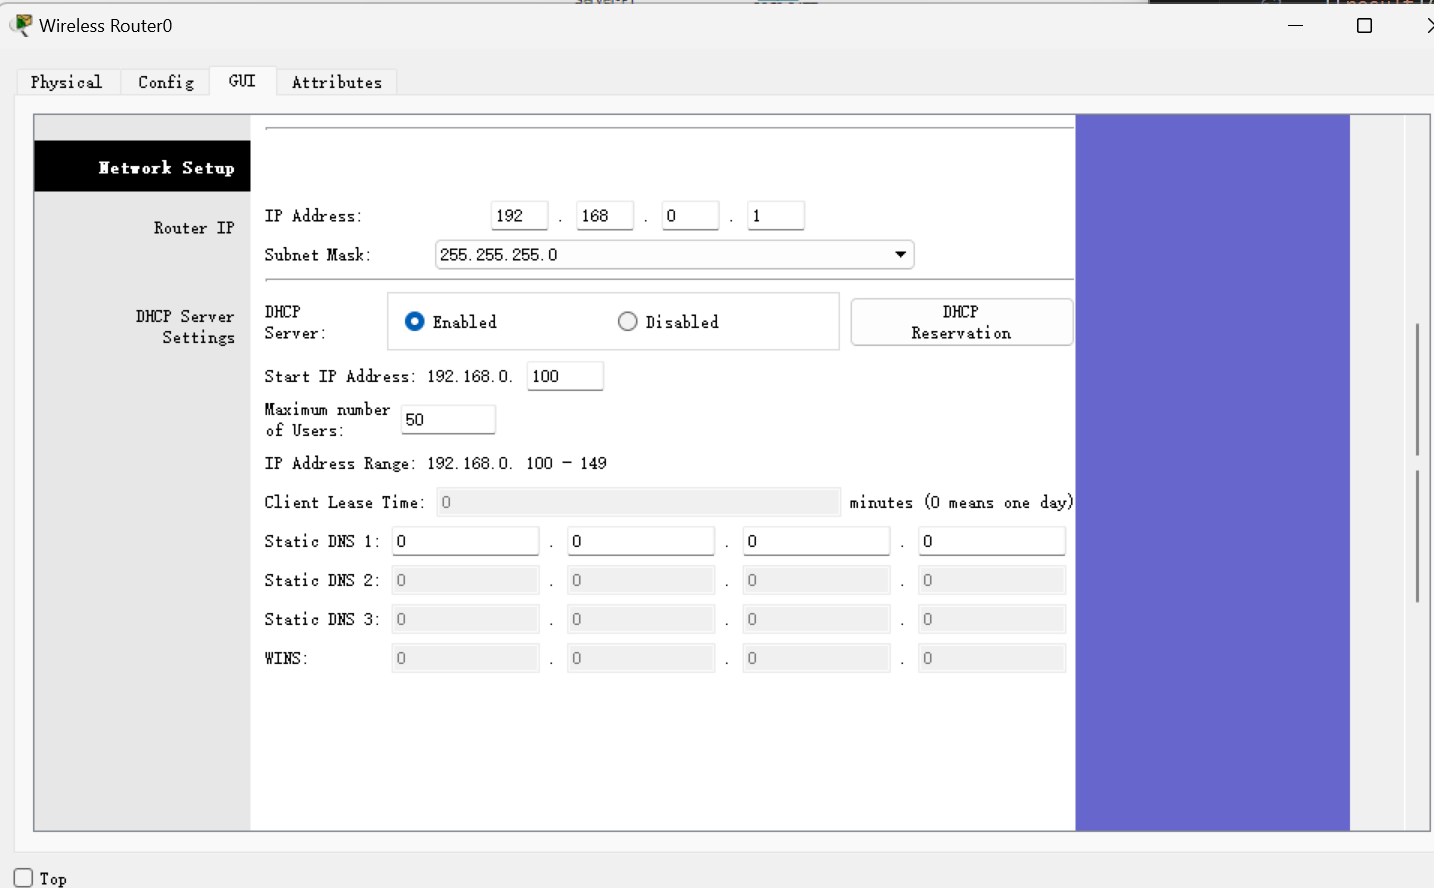 Wireless Router0
Physical Config GUI Attributes
Network Setup
Router IP
IP Address: 192 . 168 . 0 . 1
Subnet Mask: 255.255.255.0
DHCP Server Settings
DHCP Server: Enabled Disabled DHCP Reservation
Start IP Address: 192.168.0. 100
Maximum number of Users: 50
IP Address Range: 192.168.0. 100 - 149
Client Lease Time: 0 minutes (0 means one day)
Static DNS 1: 0 . 0 . 0 . 0
Static DNS 2: 0 . 0 . 0 . 0
Static DNS 3: 0 . 0 . 0 . 0
WINS: 0 . 0 . 0 . 0
Top